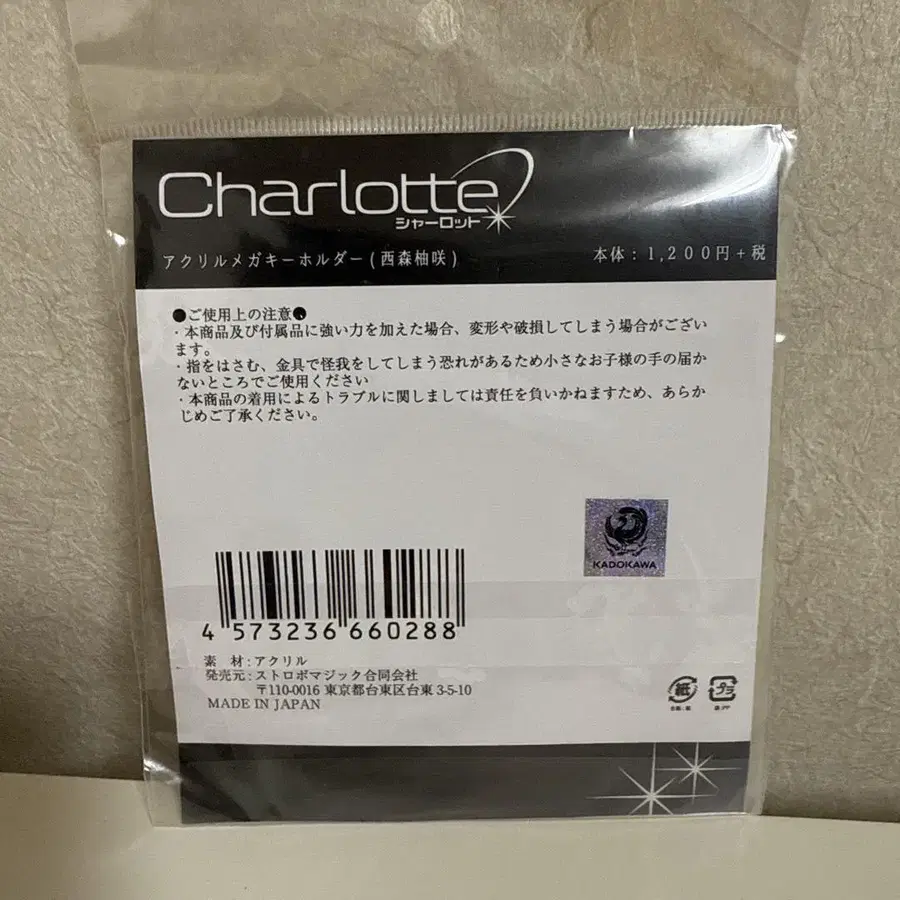 Charlotte
シャーロット
アクリルメガキーホルダー(西森柚咲)
本体:1,200円+税
●ご使用上の注意●
・本商品及び付属品に強い力を加えた場合、変形や破損してしまう場合がござい
ます。
・指をはさむ、金具で怪我をしてしまう恐れがあるため小さなお子様の手の届か
ないところでご使用ください
・本商品の着用によるトラブルに関しましては責任を負いかねますため、あらか
じめご了承ください。
KADOKAWA
4 573236 660288
素 材:アクリル
発売元:ストロボマジック合同会社
〒110-0016 東京都台東区台東 3-5-10
MADE IN JAPAN
紙
プラ